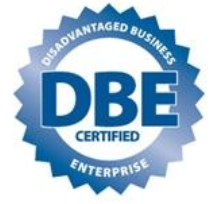 DISADVANTAGED BUSINESS
DBE
CERTIFIED
ENTERPRISE